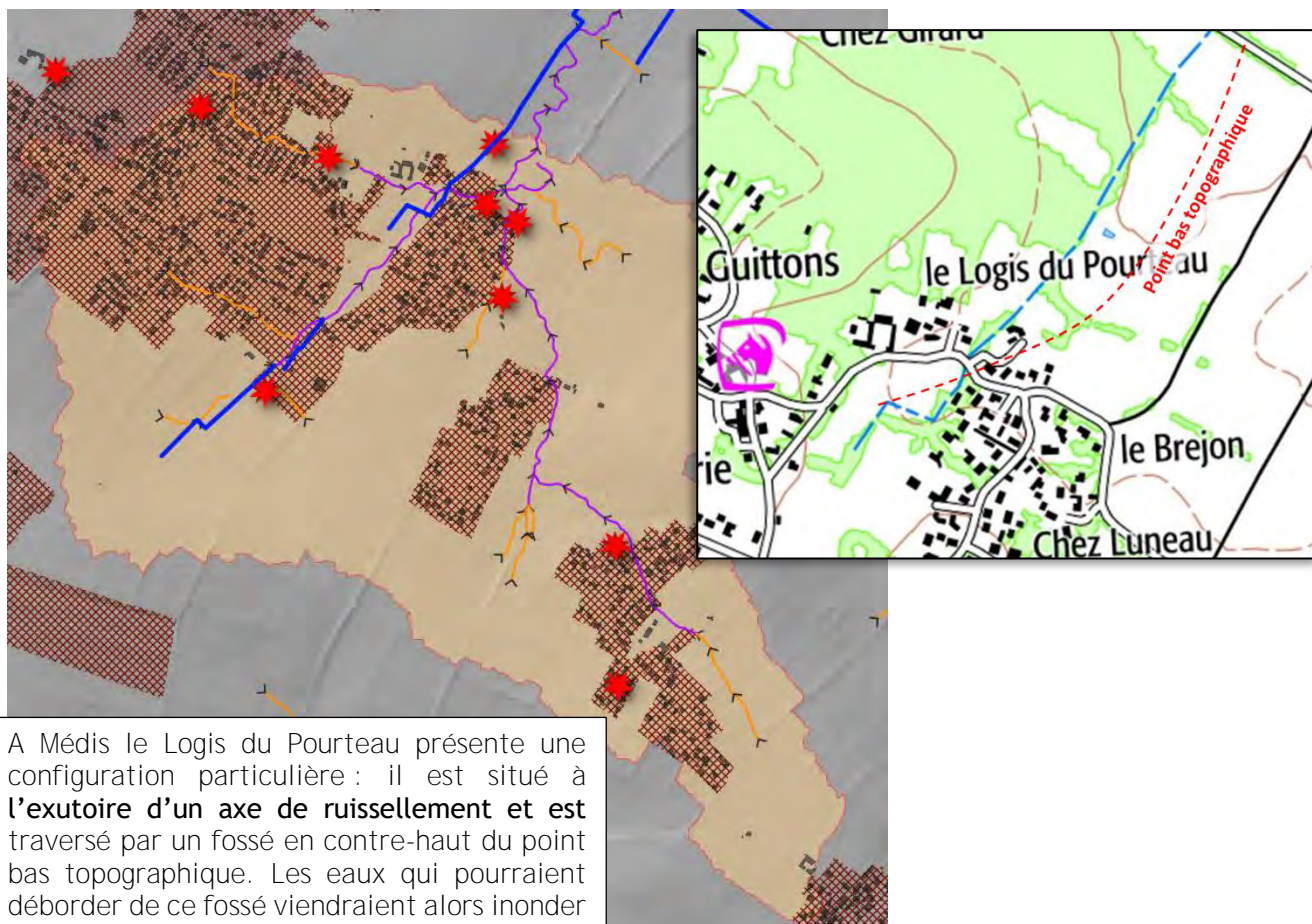 Chez Girard
Point bas topographique
Guittons
le Logis du Pourteau
rie
le Brejon
Chez Luneau
A Médis le Logis du Pourteau présente une
configuration particulière : il est situé à
l'exutoire d'un axe de ruissellement et est
traversé par un fossé en contre-haut du point
bas topographique. Les eaux qui pourraient
déborder de ce fossé viendraient alors inonder